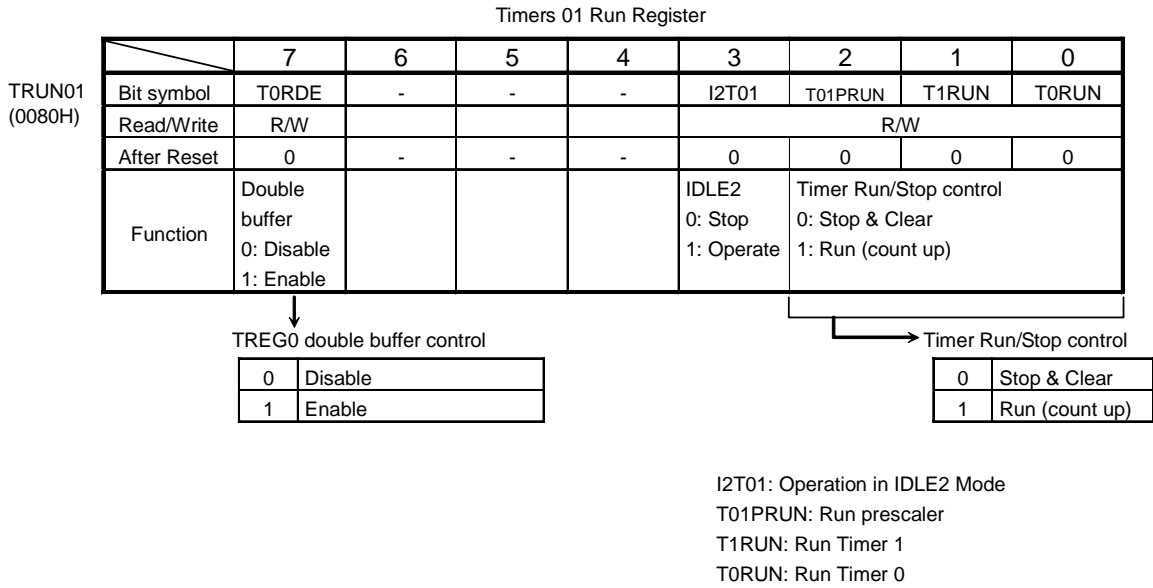 Timers 01 Run Register
7 6 5 4 3 2 1 0
TRUN01
(0080H)
Bit symbol T0RDE - - - I2T01 T01PRUN T1RUN T0RUN
Read/Write R/W R/W
After Reset 0 - - - 0 0 0 0
Function
Double
buffer
0: Disable
1: Enable
IDLE2
0: Stop
1: Operate
Timer Run/Stop control
0: Stop & Clear
1: Run (count up)
TREG0 double buffer control
0 Disable
1 Enable
Timer Run/Stop control
0 Stop & Clear
1 Run (count up)
I2T01: Operation in IDLE2 Mode
T01PRUN: Run prescaler
T1RUN: Run Timer 1
T0RUN: Run Timer 0